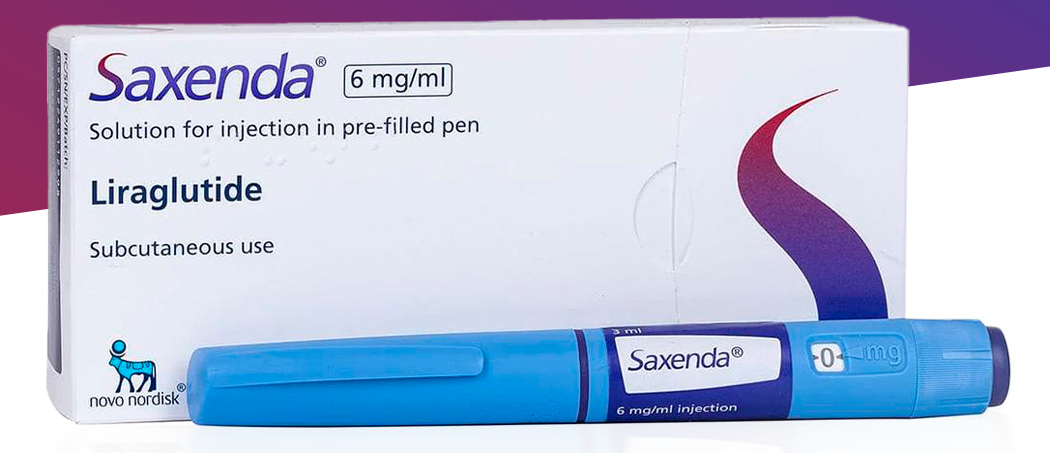 Saxenda® 6 mg/ml
Solution for injection in pre-filled pen
Liraglutide
Subcutaneous use
novo nordisk®
3 ml
Saxenda®
6 mg/ml injection
0 mg